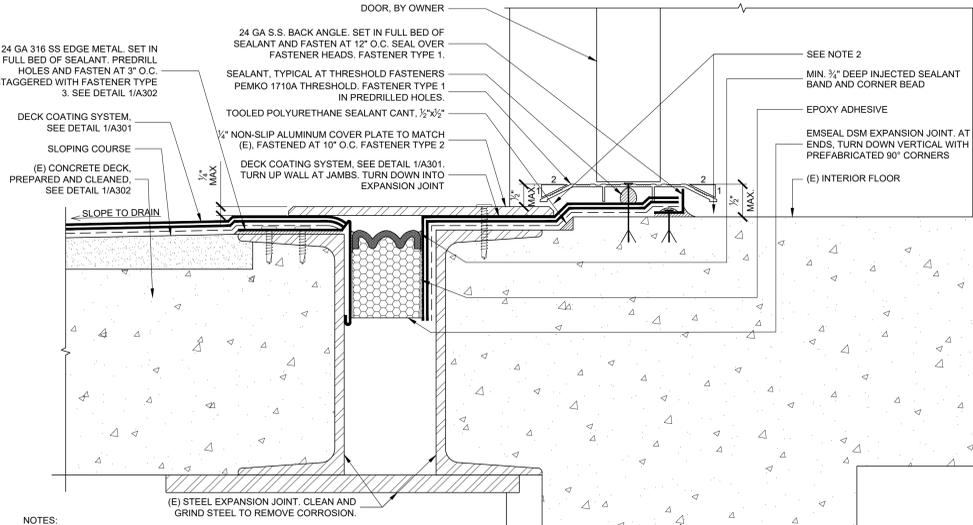 DOOR, BY OWNER
24 GA S.S. BACK ANGLE. SET IN FULL BED OF
SEALANT AND FASTEN AT 12" O.C. SEAL OVER
FASTENER HEADS. FASTENER TYPE 1.
SEALANT, TYPICAL AT THRESHOLD FASTENERS
PEMKO 1710A THRESHOLD. FASTENER TYPE 1
IN PREDRILLED HOLES.
TOOLED POLYURETHANE SEALANT CANT, ½"x½"
¼" NON-SLIP ALUMINUM COVER PLATE TO MATCH
(E), FASTENED AT 10" O.C. FASTENER TYPE 2
DECK COATING SYSTEM, SEE DETAIL 1/A301.
TURN UP WALL AT JAMBS. TURN DOWN INTO
EXPANSION JOINT
24 GA 316 SS EDGE METAL. SET IN
FULL BED OF SEALANT. PREDRILL
HOLES AND FASTEN AT 3" O.C.
TAGGERED WITH FASTENER TYPE
3. SEE DETAIL 1/A302
DECK COATING SYSTEM,
SEE DETAIL 1/A301
SLOPING COURSE
(E) CONCRETE DECK,
PREPARED AND CLEANED,
SEE DETAIL 1/A302
SLOPE TO DRAIN
¼"
MAX
½"
MAX.
2
1
2
1
½"
MAX.
SEE NOTE 2
MIN. ¾" DEEP INJECTED SEALANT
BAND AND CORNER BEAD
EPOXY ADHESIVE
EMSEAL DSM EXPANSION JOINT. AT
ENDS, TURN DOWN VERTICAL WITH
PREFABRICATED 90° CORNERS
(E) INTERIOR FLOOR
(E) STEEL EXPANSION JOINT. CLEAN AND
GRIND STEEL TO REMOVE CORROSION.
NOTES: